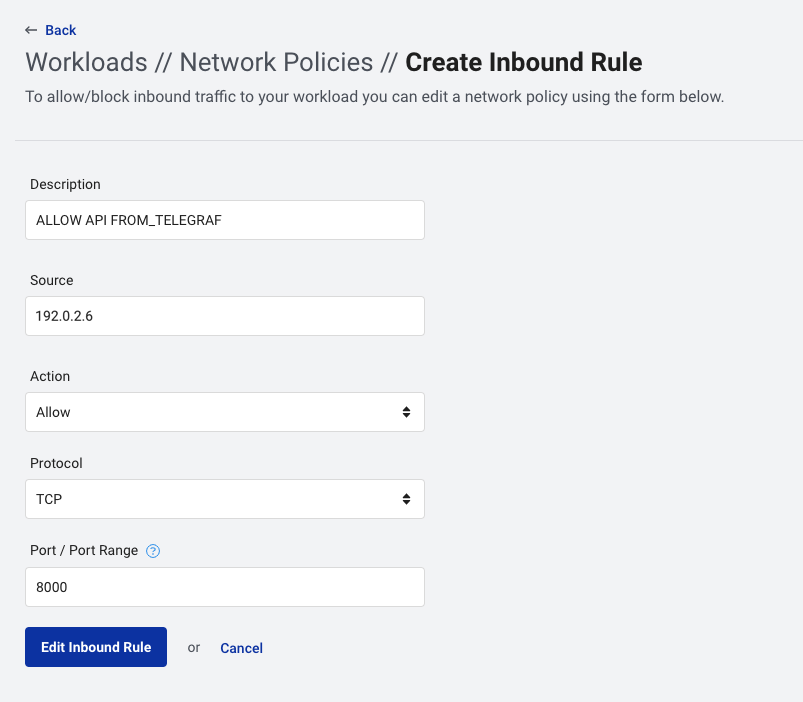 ← Back
Workloads // Network Policies // Create Inbound Rule
To allow/block inbound traffic to your workload you can edit a network policy using the form below.
Description
ALLOW API FROM_TELEGRAF
Source
192.0.2.6
Action
Allow
Protocol
TCP
Port / Port Range ?
8000
Edit Inbound Rule or Cancel